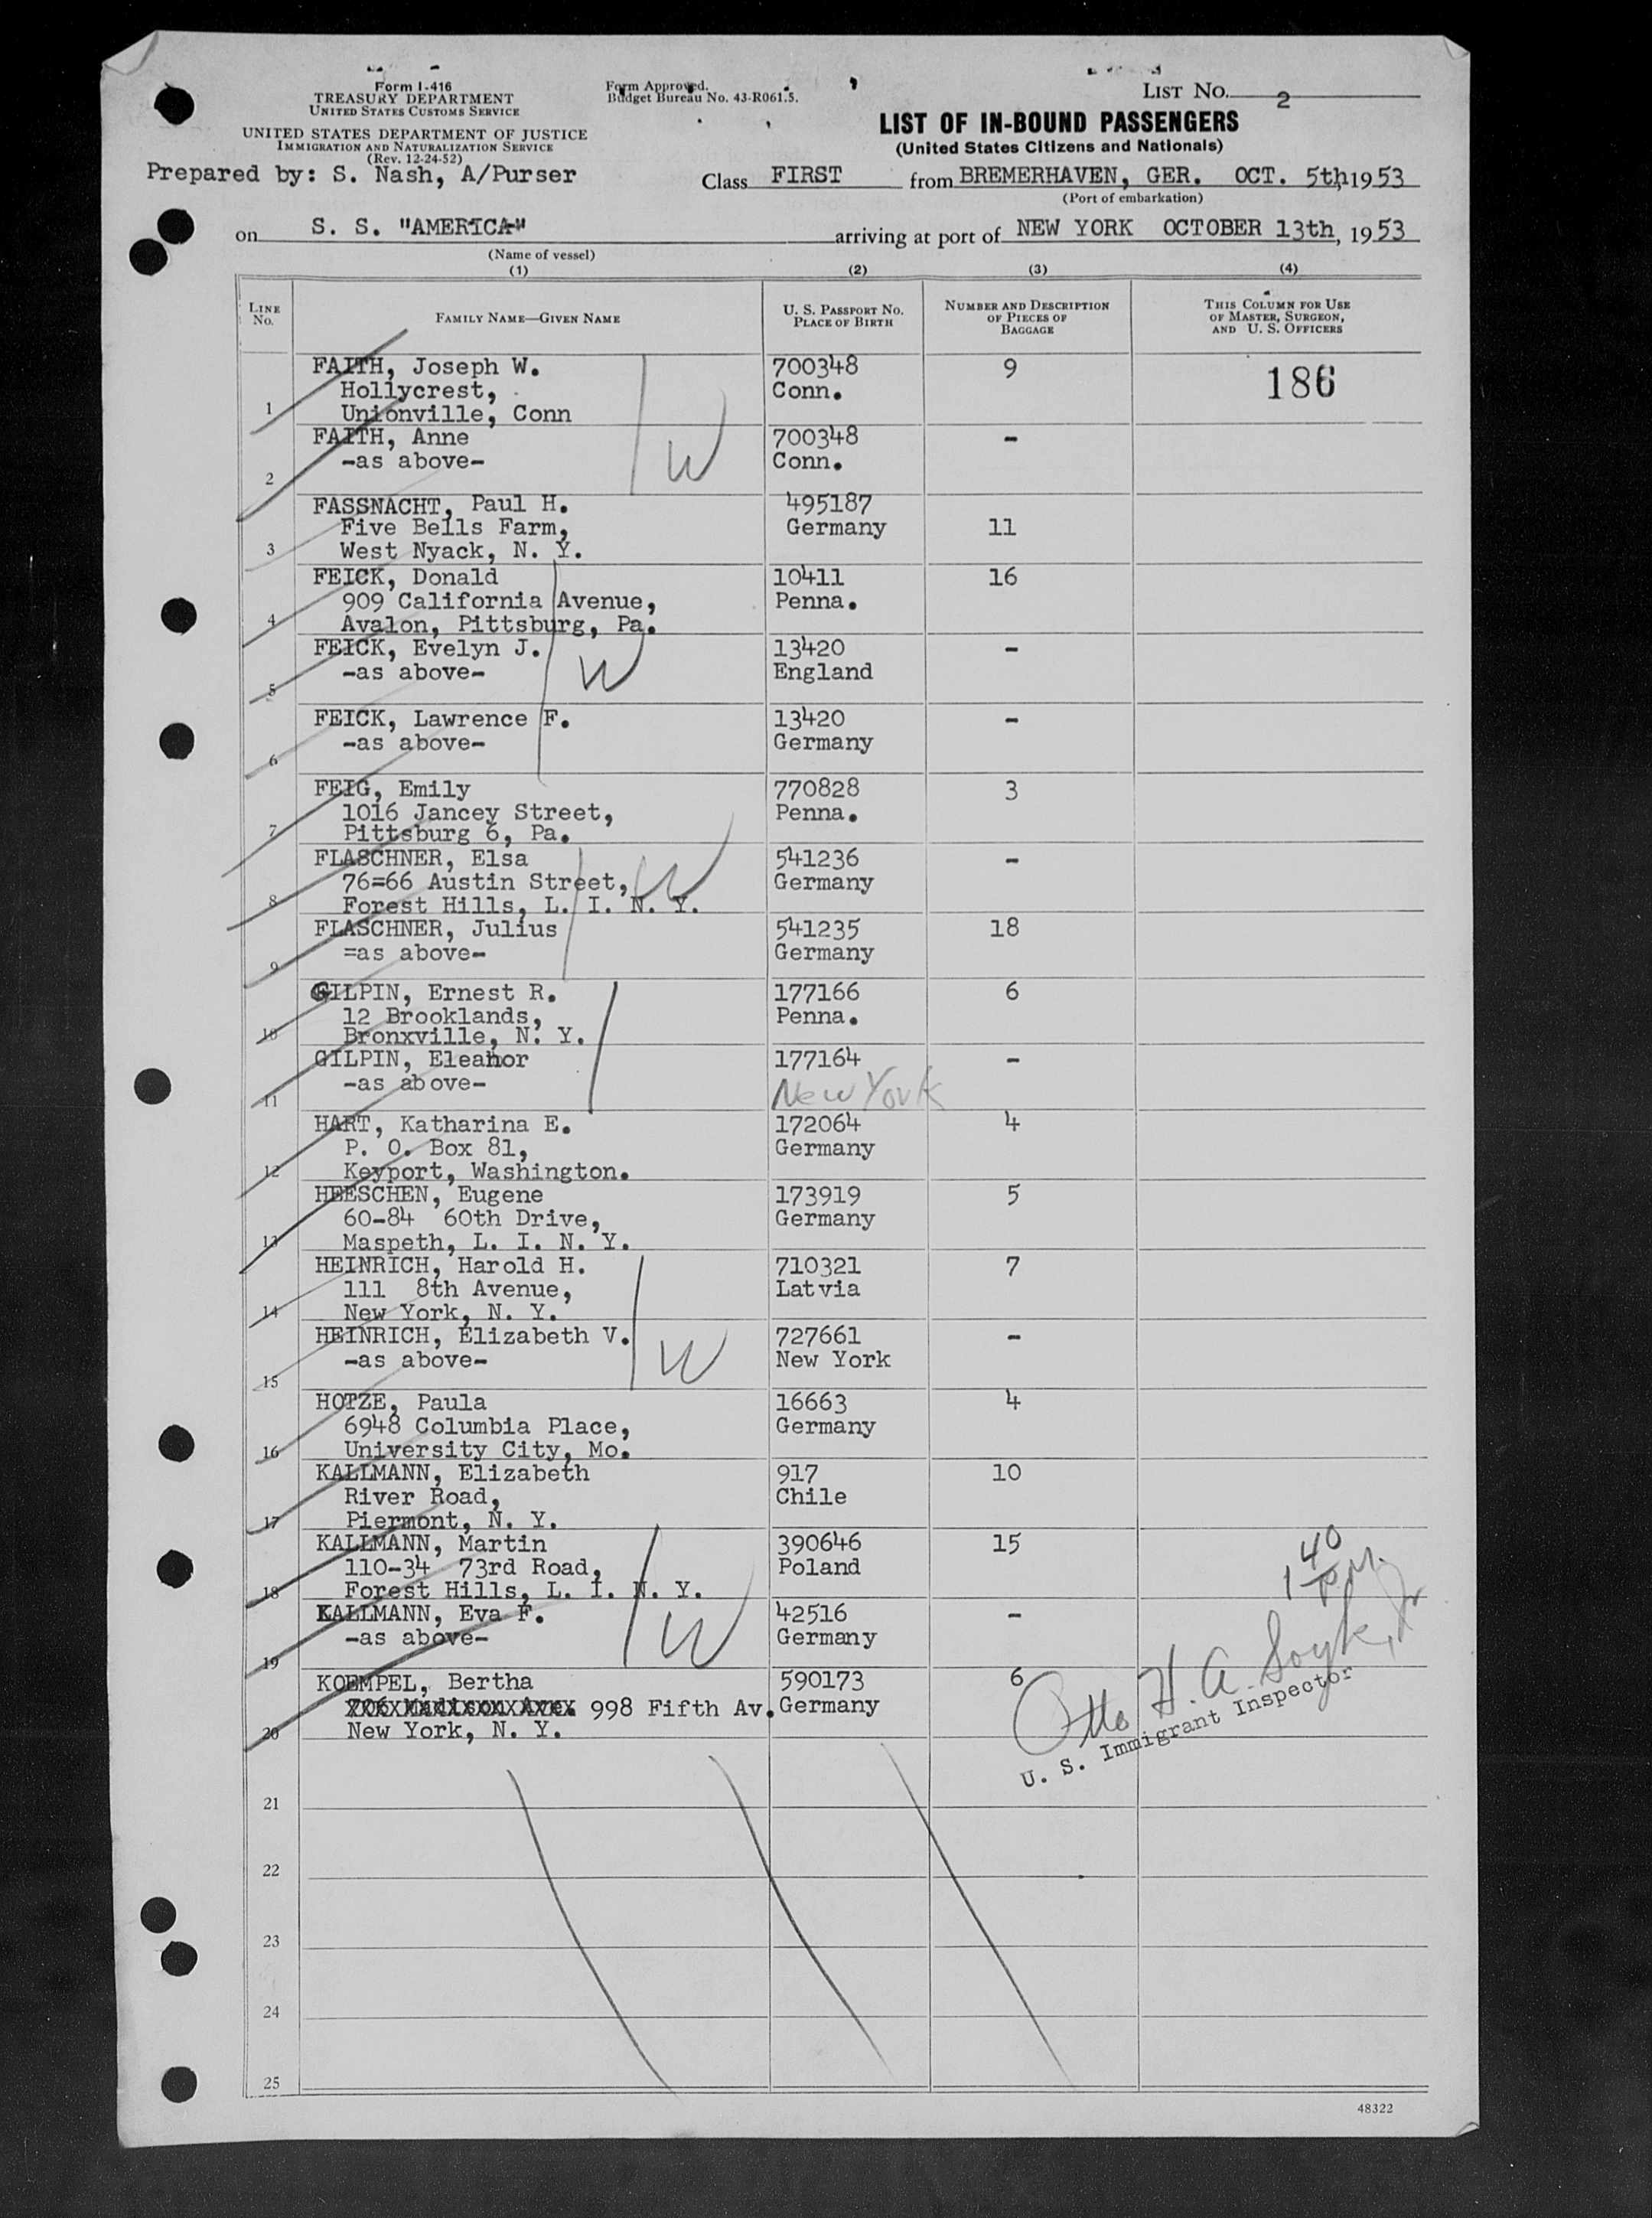 Form I-416
TREASURY DEPARTMENT
UNITED STATES CUSTOMS SERVICE
UNITED STATES DEPARTMENT OF JUSTICE
IMMIGRATION AND NATURALIZATION SERVICE
(Rev. 12-24-52)
Form Approved.
Budget Bureau No. 43-R061.5.
LIST NO. 2
LIST OF IN-BOUND PASSENGERS
(United States Citizens and Nationals)
Prepared by: S. Nash, A/Purser
Class FIRST from BREMERHAVEN, GER. OCT. 5th, 1953
(Port of embarkation)
on S. S. "AMERICA" arriving at port of NEW YORK OCTOBER 13th, 1953
(Name of vessel)
(1) (2) (3) (4)
LINE NO.
FAMILY NAME—GIVEN NAME
U. S. PASSPORT NO.
PLACE OF BIRTH
NUMBER AND DESCRIPTION
OF PIECES OF
BAGGAGE
THIS COLUMN FOR USE
OF MASTER, SURGEON,
AND U. S. OFFICERS
FAITH, Joseph W. 700348 9 186
Hollycrest, Conn.
1 Unionville, Conn
FAITH, Anne 700348 -
-as above- W Conn.
2
FASSNACHT, Paul H. 495187
Five Bells Farm, Germany 11
3 West Nyack, N. Y.
FEICK, Donald 10411 16
909 California Avenue, Penna.
4 Avalon, Pittsburg, Pa.
FEICK, Evelyn J. 13420 -
-as above- W England
5
FEICK, Lawrence F. 13420 -
-as above- Germany
6
FEIG, Emily 770828 3
1016 Jancey Street, Penna.
7 Pittsburg 6, Pa.
FLASCHNER, Elsa 541236 -
76=66 Austin Street, W Germany
8 Forest Hills, L. I. N. Y.
FLASCHNER, Julius 541235 18
=as above- Germany
9
GILPIN, Ernest R. 177166 6
12 Brooklands, Penna.
10 Bronxville, N. Y.
GILPIN, Eleanor 177164 -
-as above- New York
11
HART, Katharina E. 172064 4
P. O. Box 81, Germany
12 Keyport, Washington.
HEESCHEN, Eugene 173919 5
60-84 60th Drive, Germany
13 Maspeth, L. I. N. Y.
HEINRICH, Harold H. 710321 7
111 8th Avenue, Latvia
14 New York, N. Y.
HEINRICH, Elizabeth V. 727661 -
-as above- W New York
15
HOTZE, Paula 16663 4
6948 Columbia Place, Germany
16 University City, Mo.
KALLMANN, Elizabeth 917 10
River Road, Chile
17 Piermont, N. Y.
KALLMANN, Martin 390646 15 1 40 P.M.
110-34 73rd Road, Poland
18 Forest Hills, L. I. N. Y.
KALLMANN, Eva F. 42516 -
-as above- W Germany
19
KOEMPEL, Bertha 590173 6
706 Madison Ave. 998 Fifth Av. Germany
20 New York, N. Y.
Otto H. A. Soyk, Jr
U. S. Immigrant Inspector
21
22
23
24
25
48322